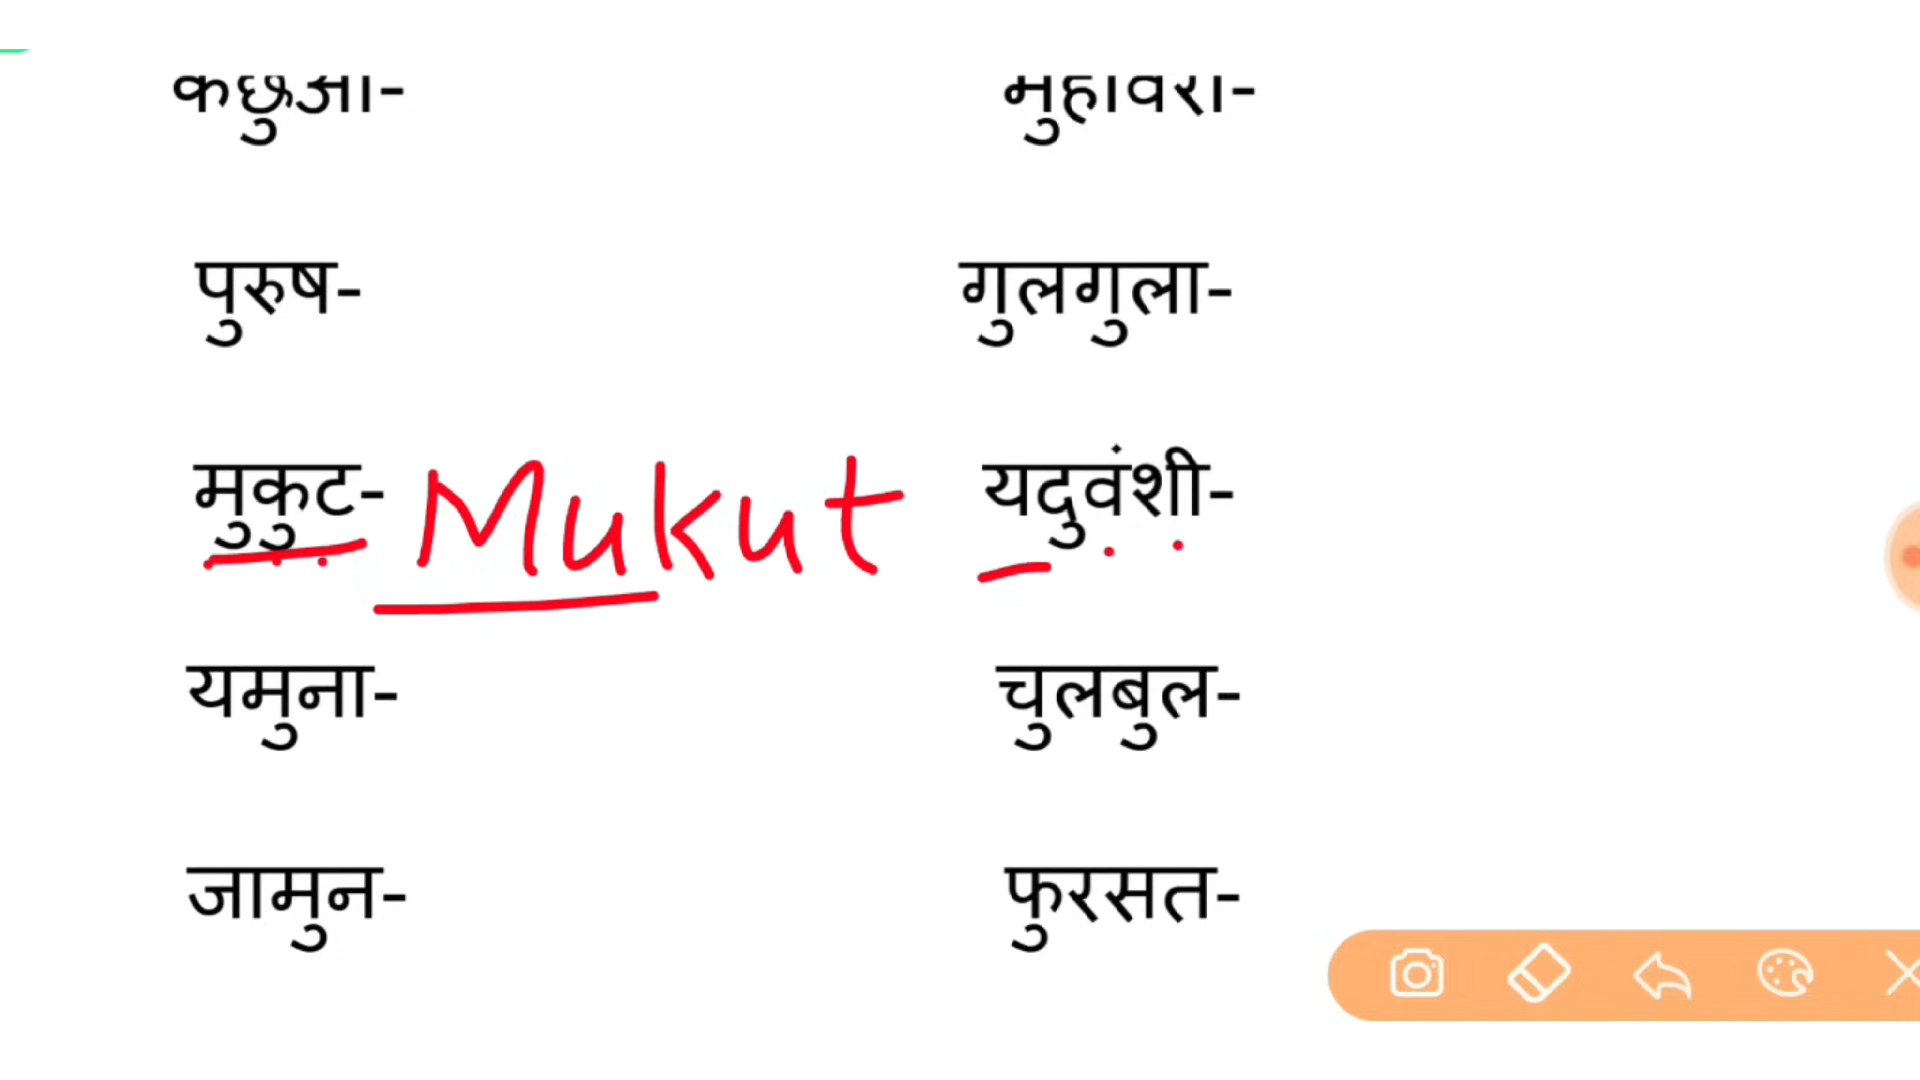 कछुआ- मुहावरा-
पुरुष- गुलगुला-
मुकुट- Mukut यदुवंशी-
यमुना- चुलबुल-
जामुन- फुरसत-